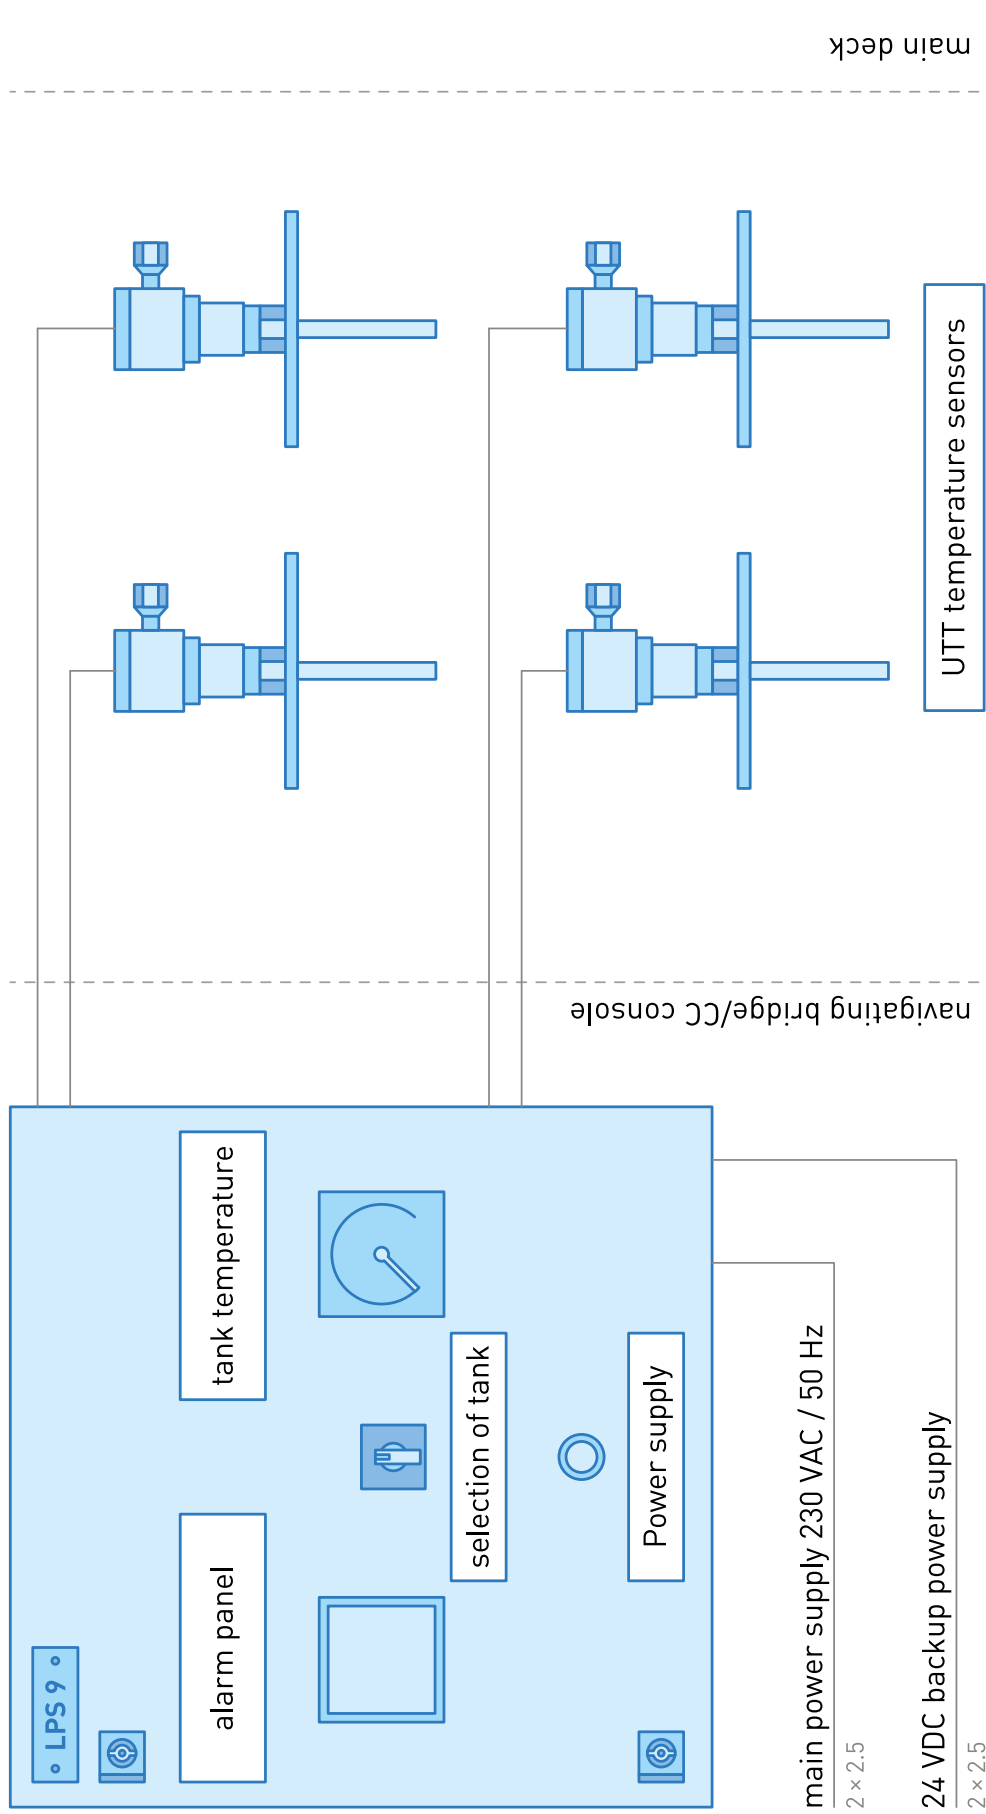 main deck
UTT temperature sensors
navigating bridge/CC console
tank temperature
selection of tank
Power supply
alarm panel
LPS 9
main power supply 230 VAC / 50 Hz
2 × 2.5
24 VDC backup power supply
2 × 2.5